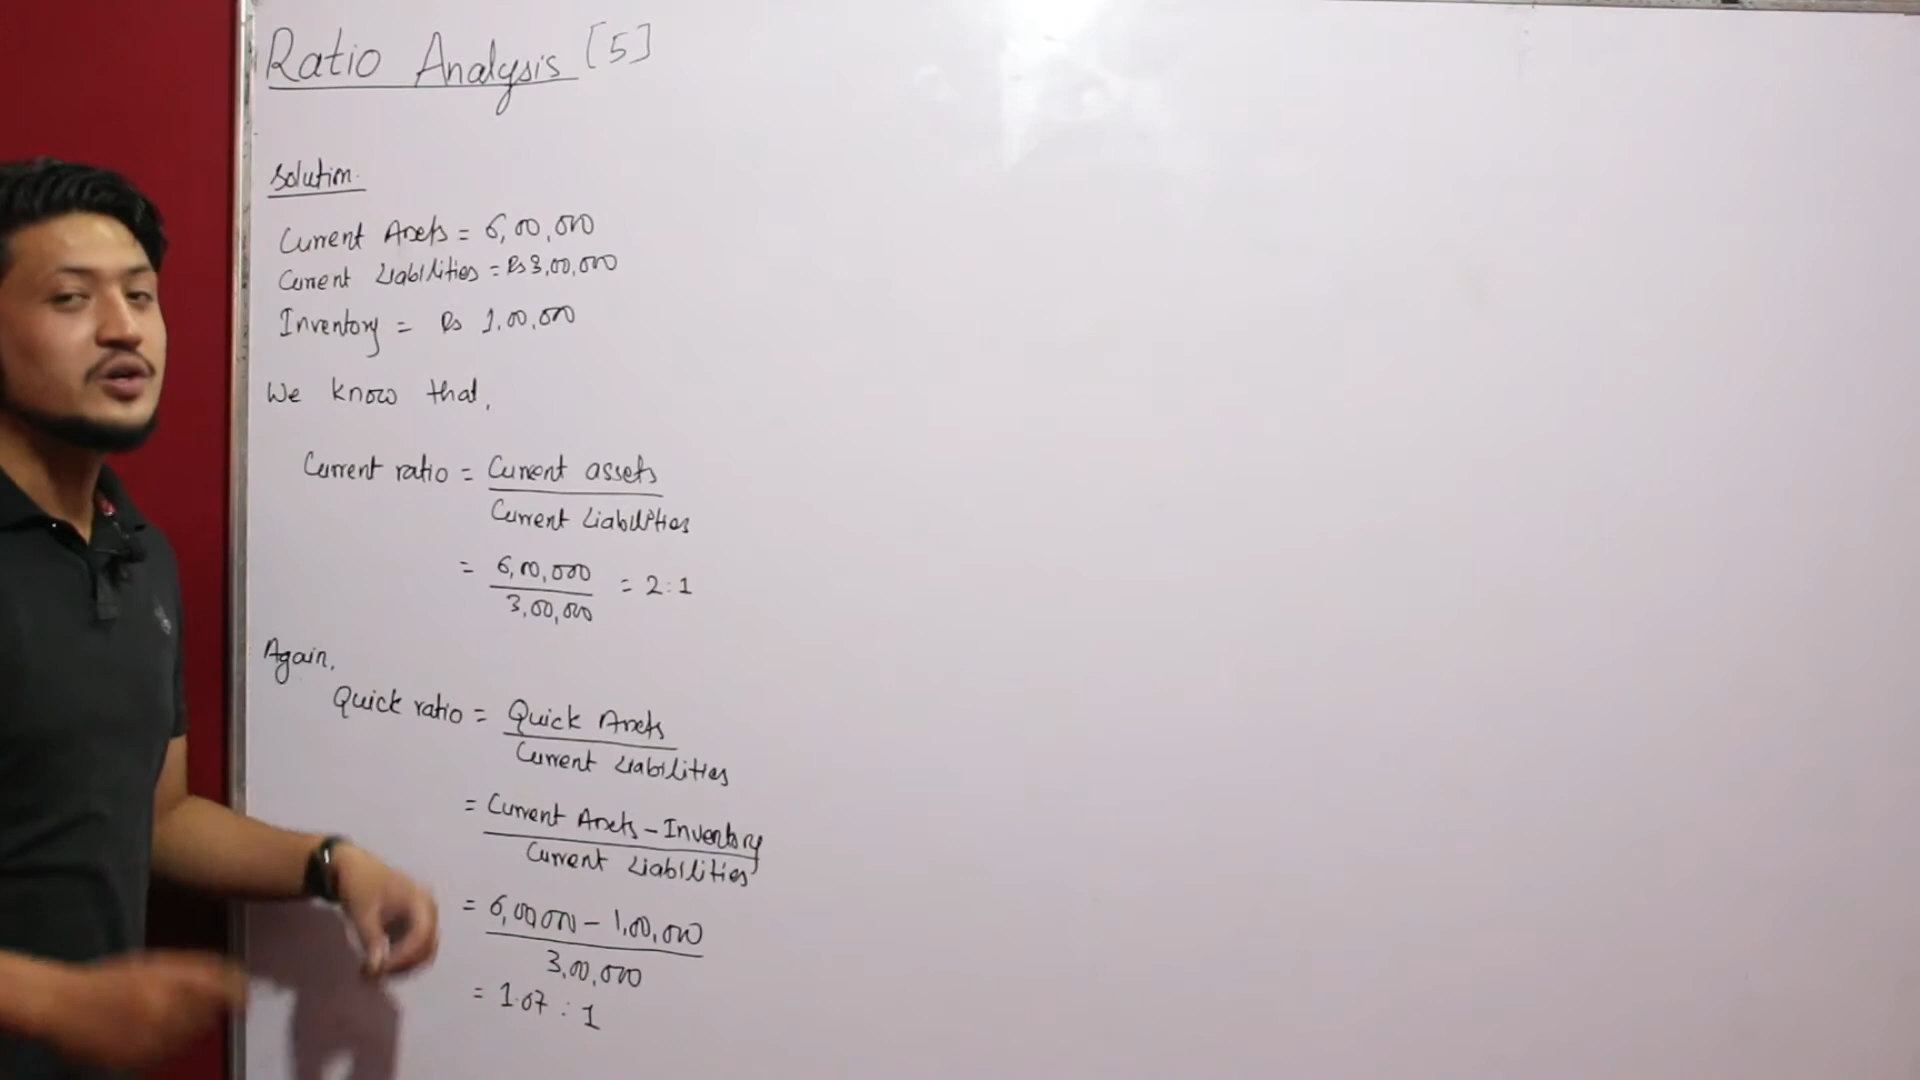 Ratio Analysis [5]
Solution.
Current Assets = 6,00,000
Current Liabilities = Rs 3,00,000
Inventory = Rs 1,00,000
We know that,
Current ratio = Current assets
Current Liabilities
= 6,00,000
3,00,000
= 2:1
Again,
Quick ratio = Quick Assets
Current Liabilities
= Current Assets - Inventory
Current Liabilities
= 6,00,000 - 1,00,000
3,00,000
= 1.07 : 1